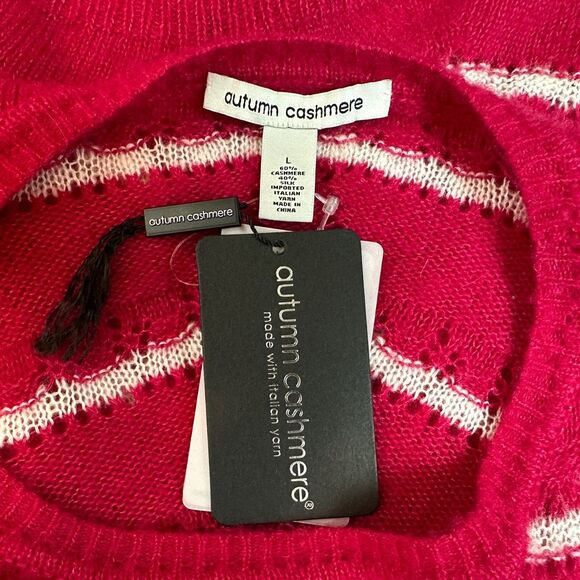 autumn cashmere
L
60%
CASHMERE
40%
SILK
IMPORTED
ITALIAN
YARN
MADE IN
CHINA
autumn cashmere
autumn cashmere®
made with italian yarn